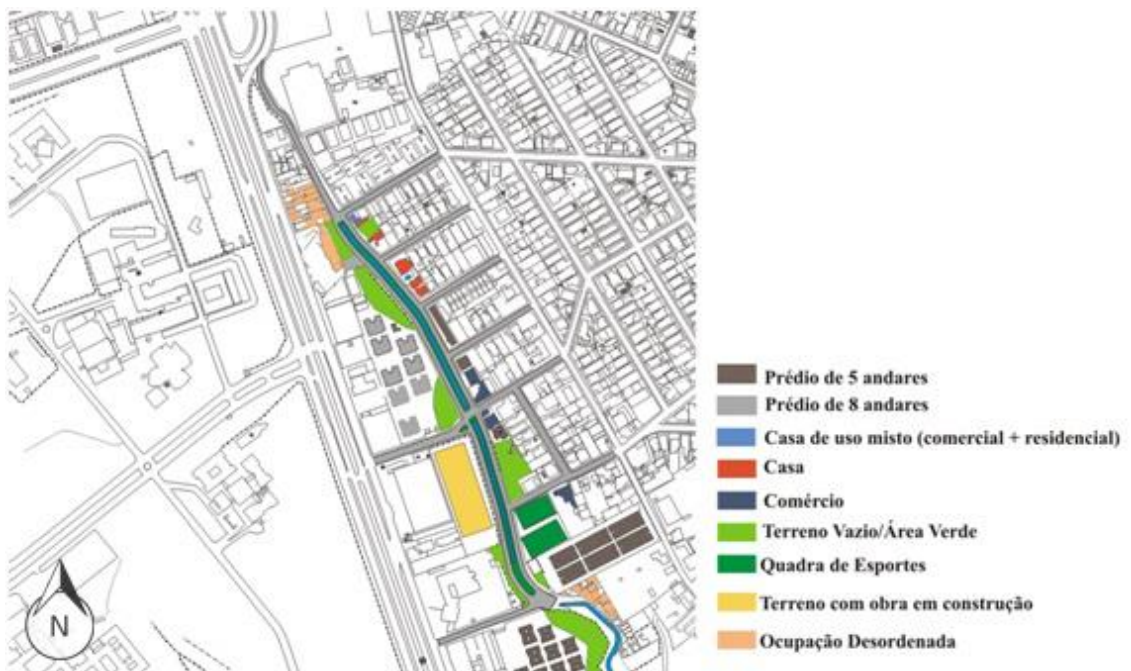 Prédio de 5 andares
Prédio de 8 andares
Casa de uso misto (comercial + residencial)
Casa
Comércio
Terreno Vazio/Área Verde
Quadra de Esportes
Terreno com obra em construção
Ocupação Desordenada
N